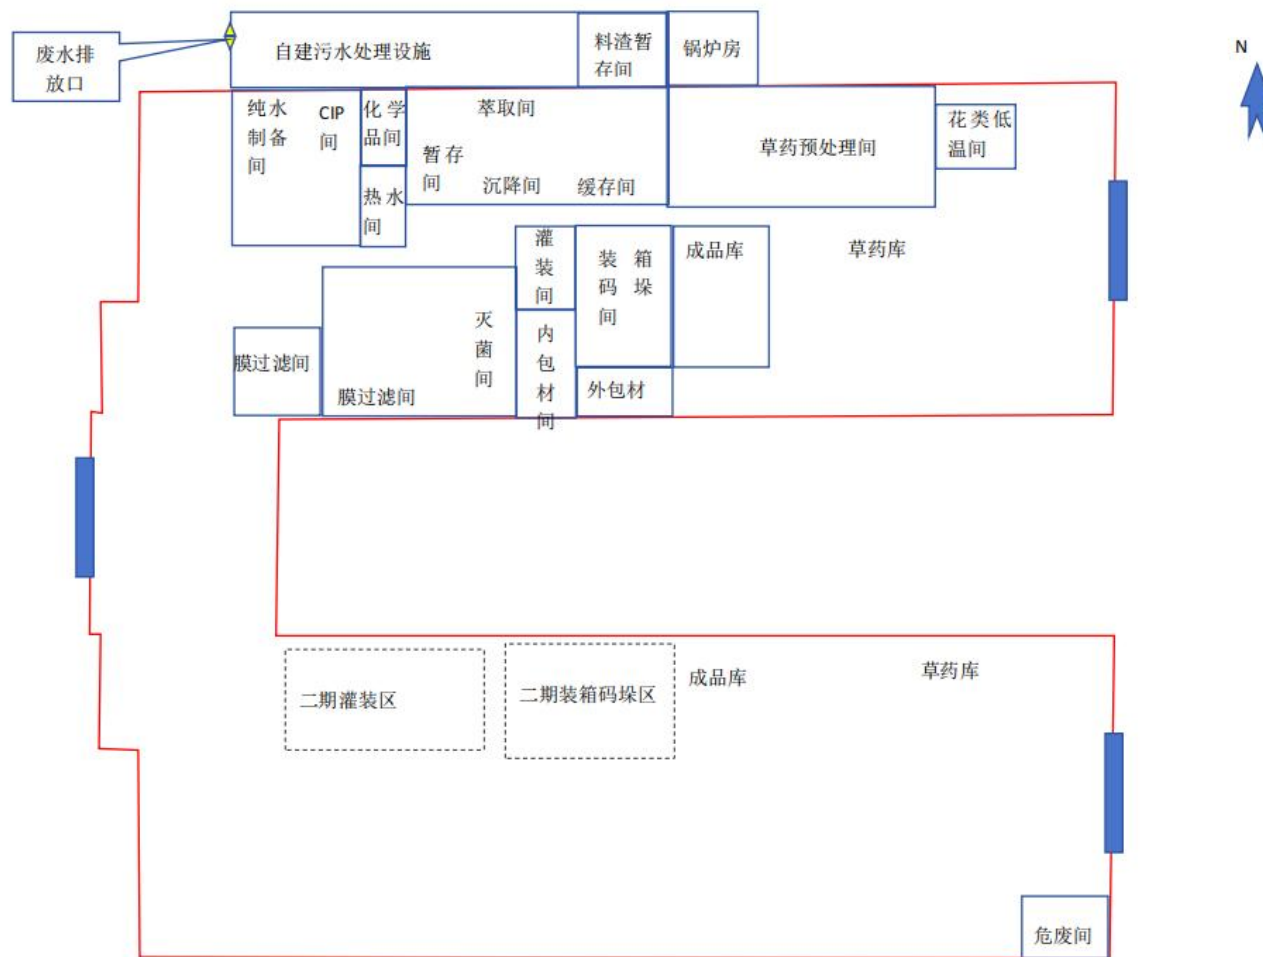 废水排
放口
自建污水处理设施
料渣暂
存间
锅炉房
N
纯水
制备
间
CIP
间
化学
品间
热水
间
萃取间
暂存
间
沉降间
缓存间
草药预处理间
花类低
温间
灌
装
间
装箱
码垛
间
成品库
草药库
膜过滤间
膜过滤间
灭
菌
间
内
包
材
间
外包材
二期灌装区
二期装箱码垛区
成品库
草药库
危废间